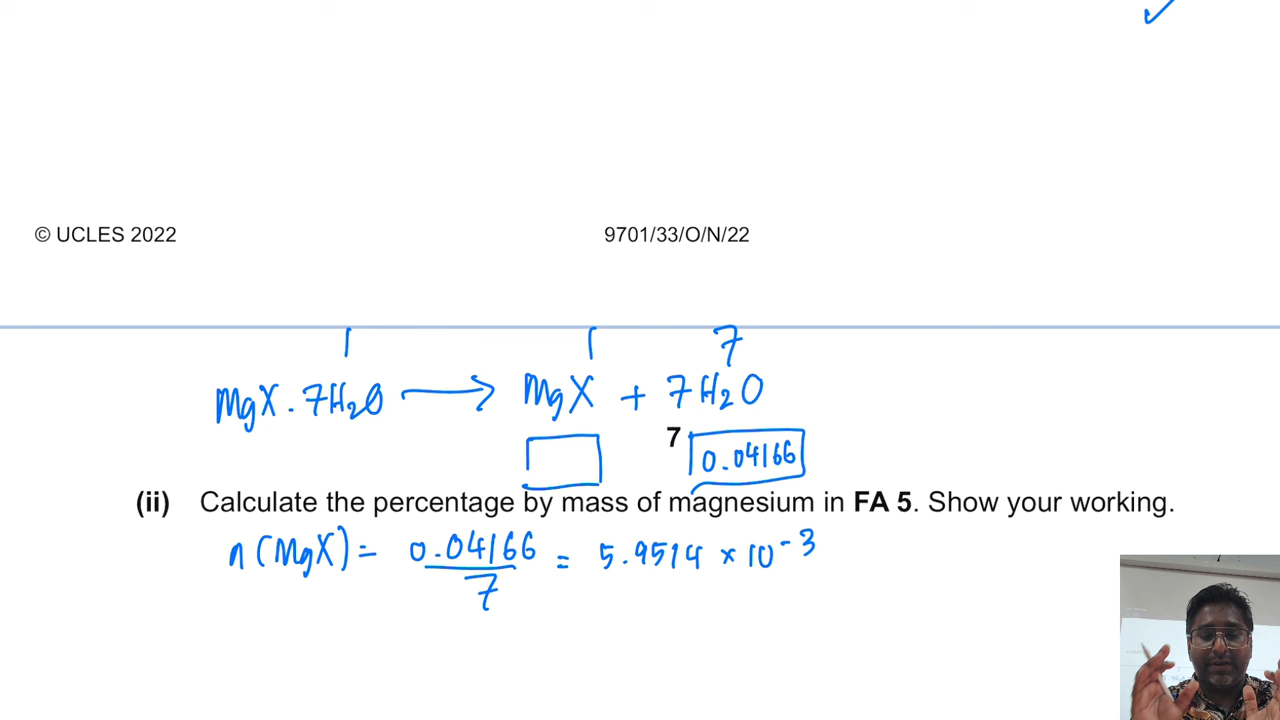 © UCLES 2022 9701/33/O/N/22
1 1 7
MgX . 7H₂O → MgX + 7H₂O
7 0.04166
(ii) Calculate the percentage by mass of magnesium in FA 5. Show your working.
n (MgX) = 0.04166 / 7 = 5.9514 × 10⁻³